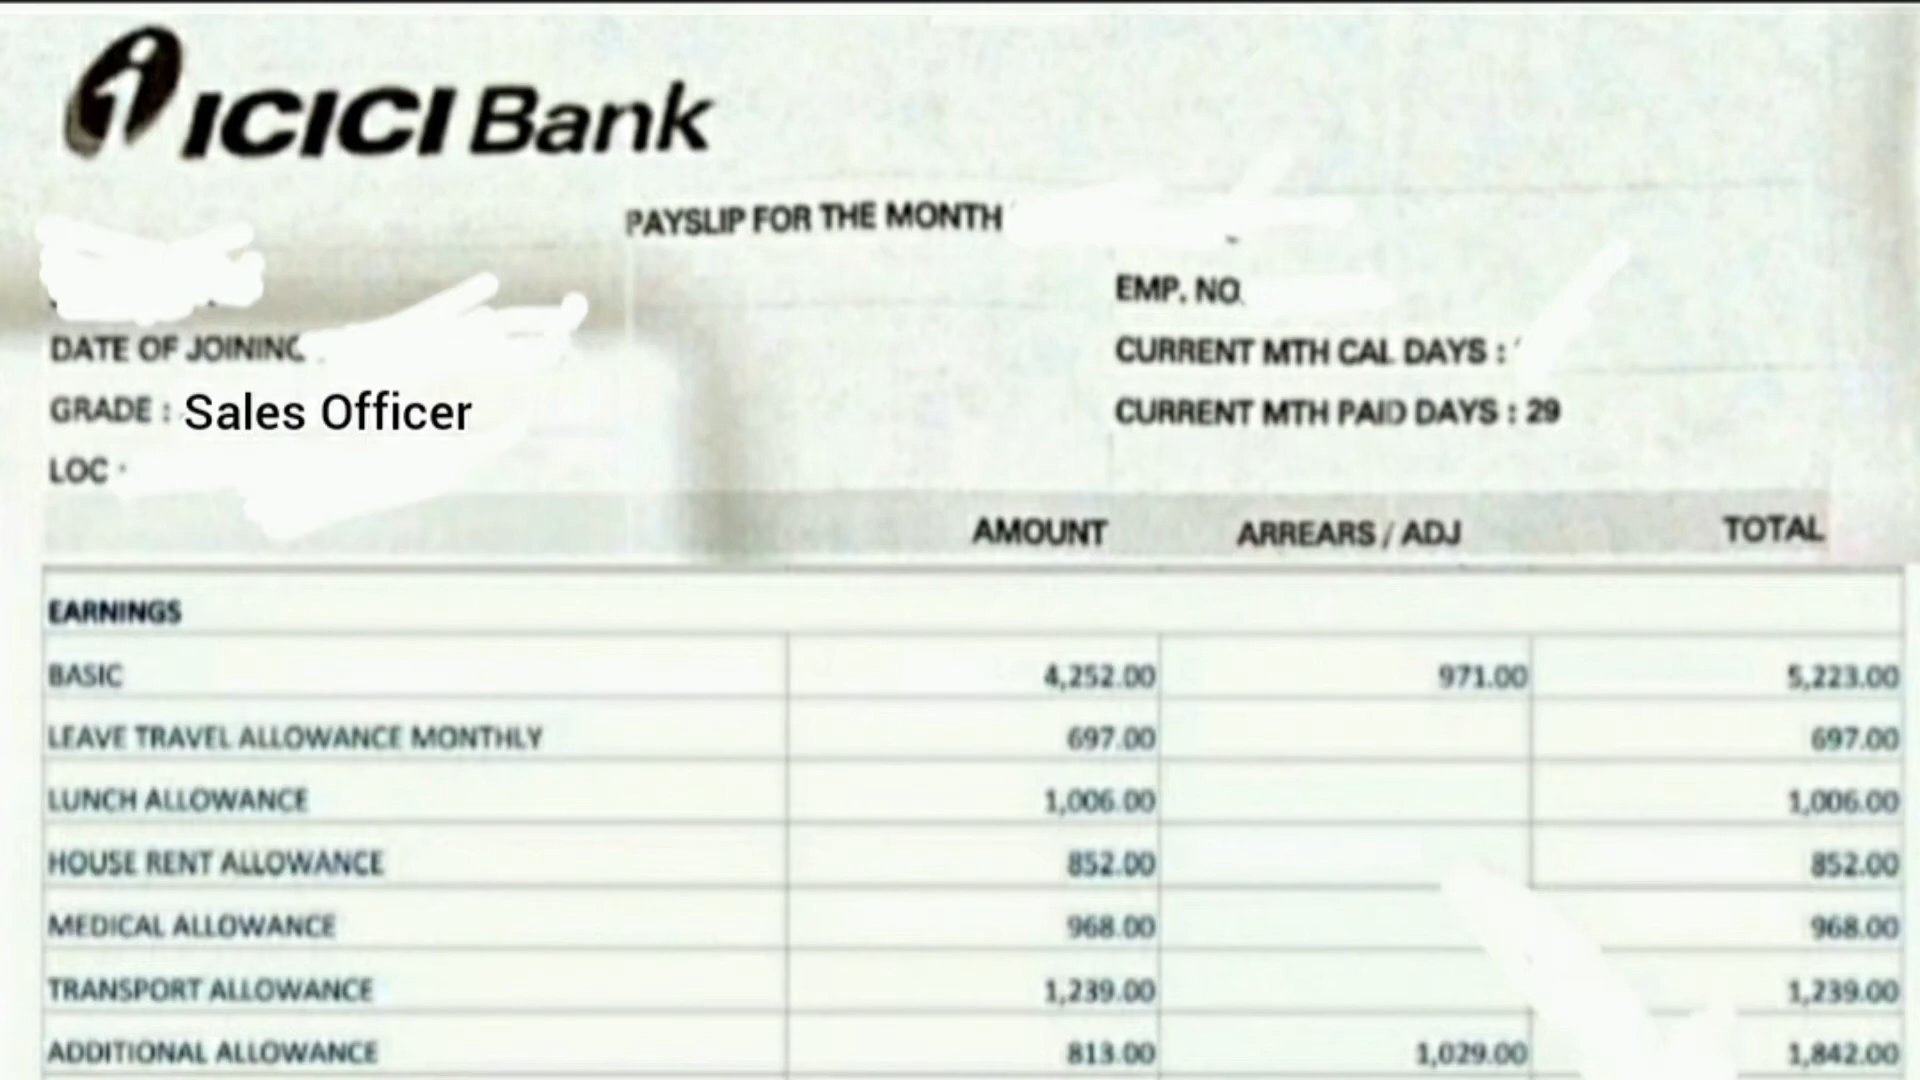 ICICI Bank
PAYSLIP FOR THE MONTH
EMP. NO.
DATE OF JOINING
CURRENT MTH CAL DAYS :
GRADE : Sales Officer
CURRENT MTH PAID DAYS : 29
LOC
AMOUNT ARREARS / ADJ TOTAL
EARNINGS
BASIC 4,252.00 971.00 5,223.00
LEAVE TRAVEL ALLOWANCE MONTHLY 697.00 697.00
LUNCH ALLOWANCE 1,006.00 1,006.00
HOUSE RENT ALLOWANCE 852.00 852.00
MEDICAL ALLOWANCE 968.00 968.00
TRANSPORT ALLOWANCE 1,239.00 1,239.00
ADDITIONAL ALLOWANCE 813.00 1,029.00 1,842.00